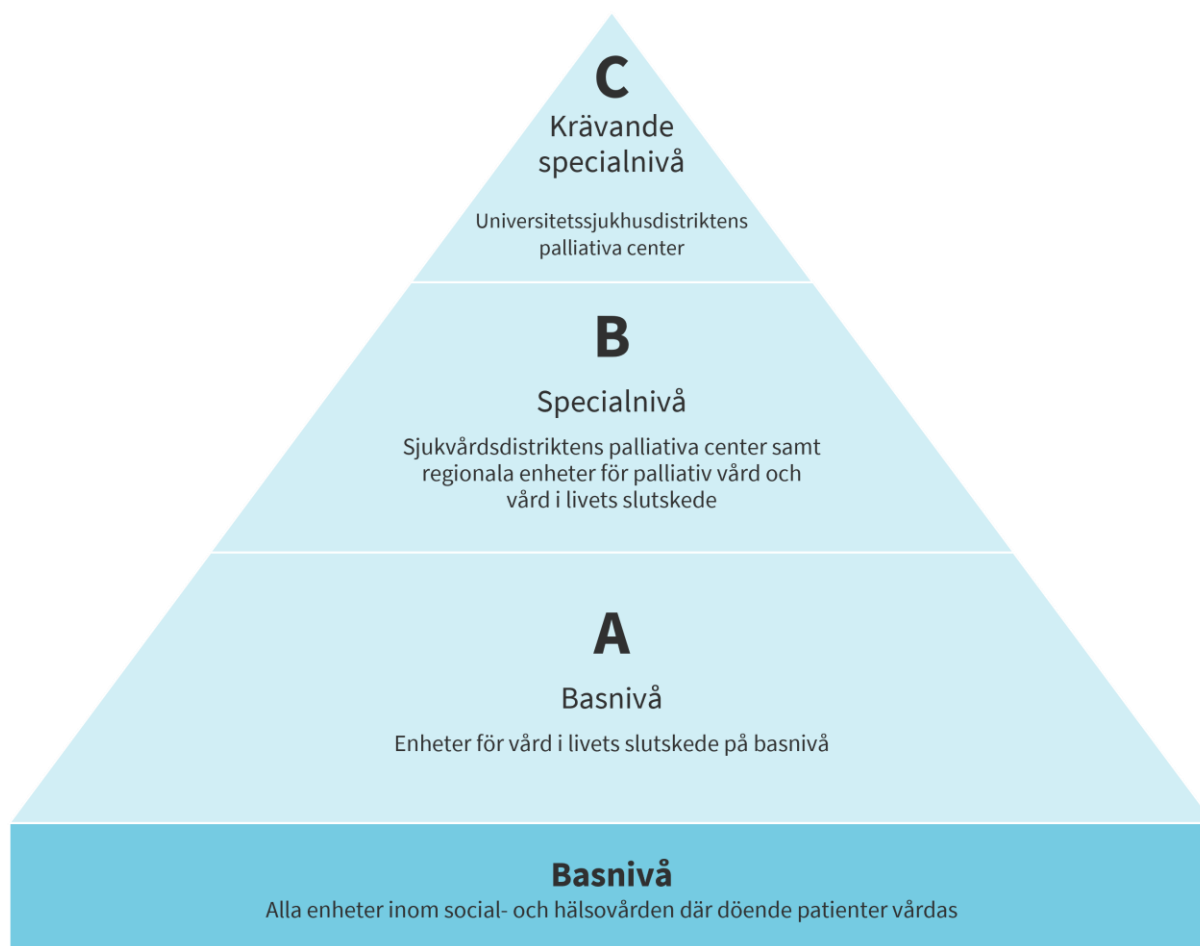 C
Krävande
specialnivå
Universitetssjukhusdistriktens
palliativa center
B
Specialnivå
Sjukvårdsdistriktens palliativa center samt
regionala enheter för palliativ vård och
vård i livets slutskede
A
Basnivå
Enheter för vård i livets slutskede på basnivå
Basnivå
Alla enheter inom social- och hälsovården där döende patienter vårdas